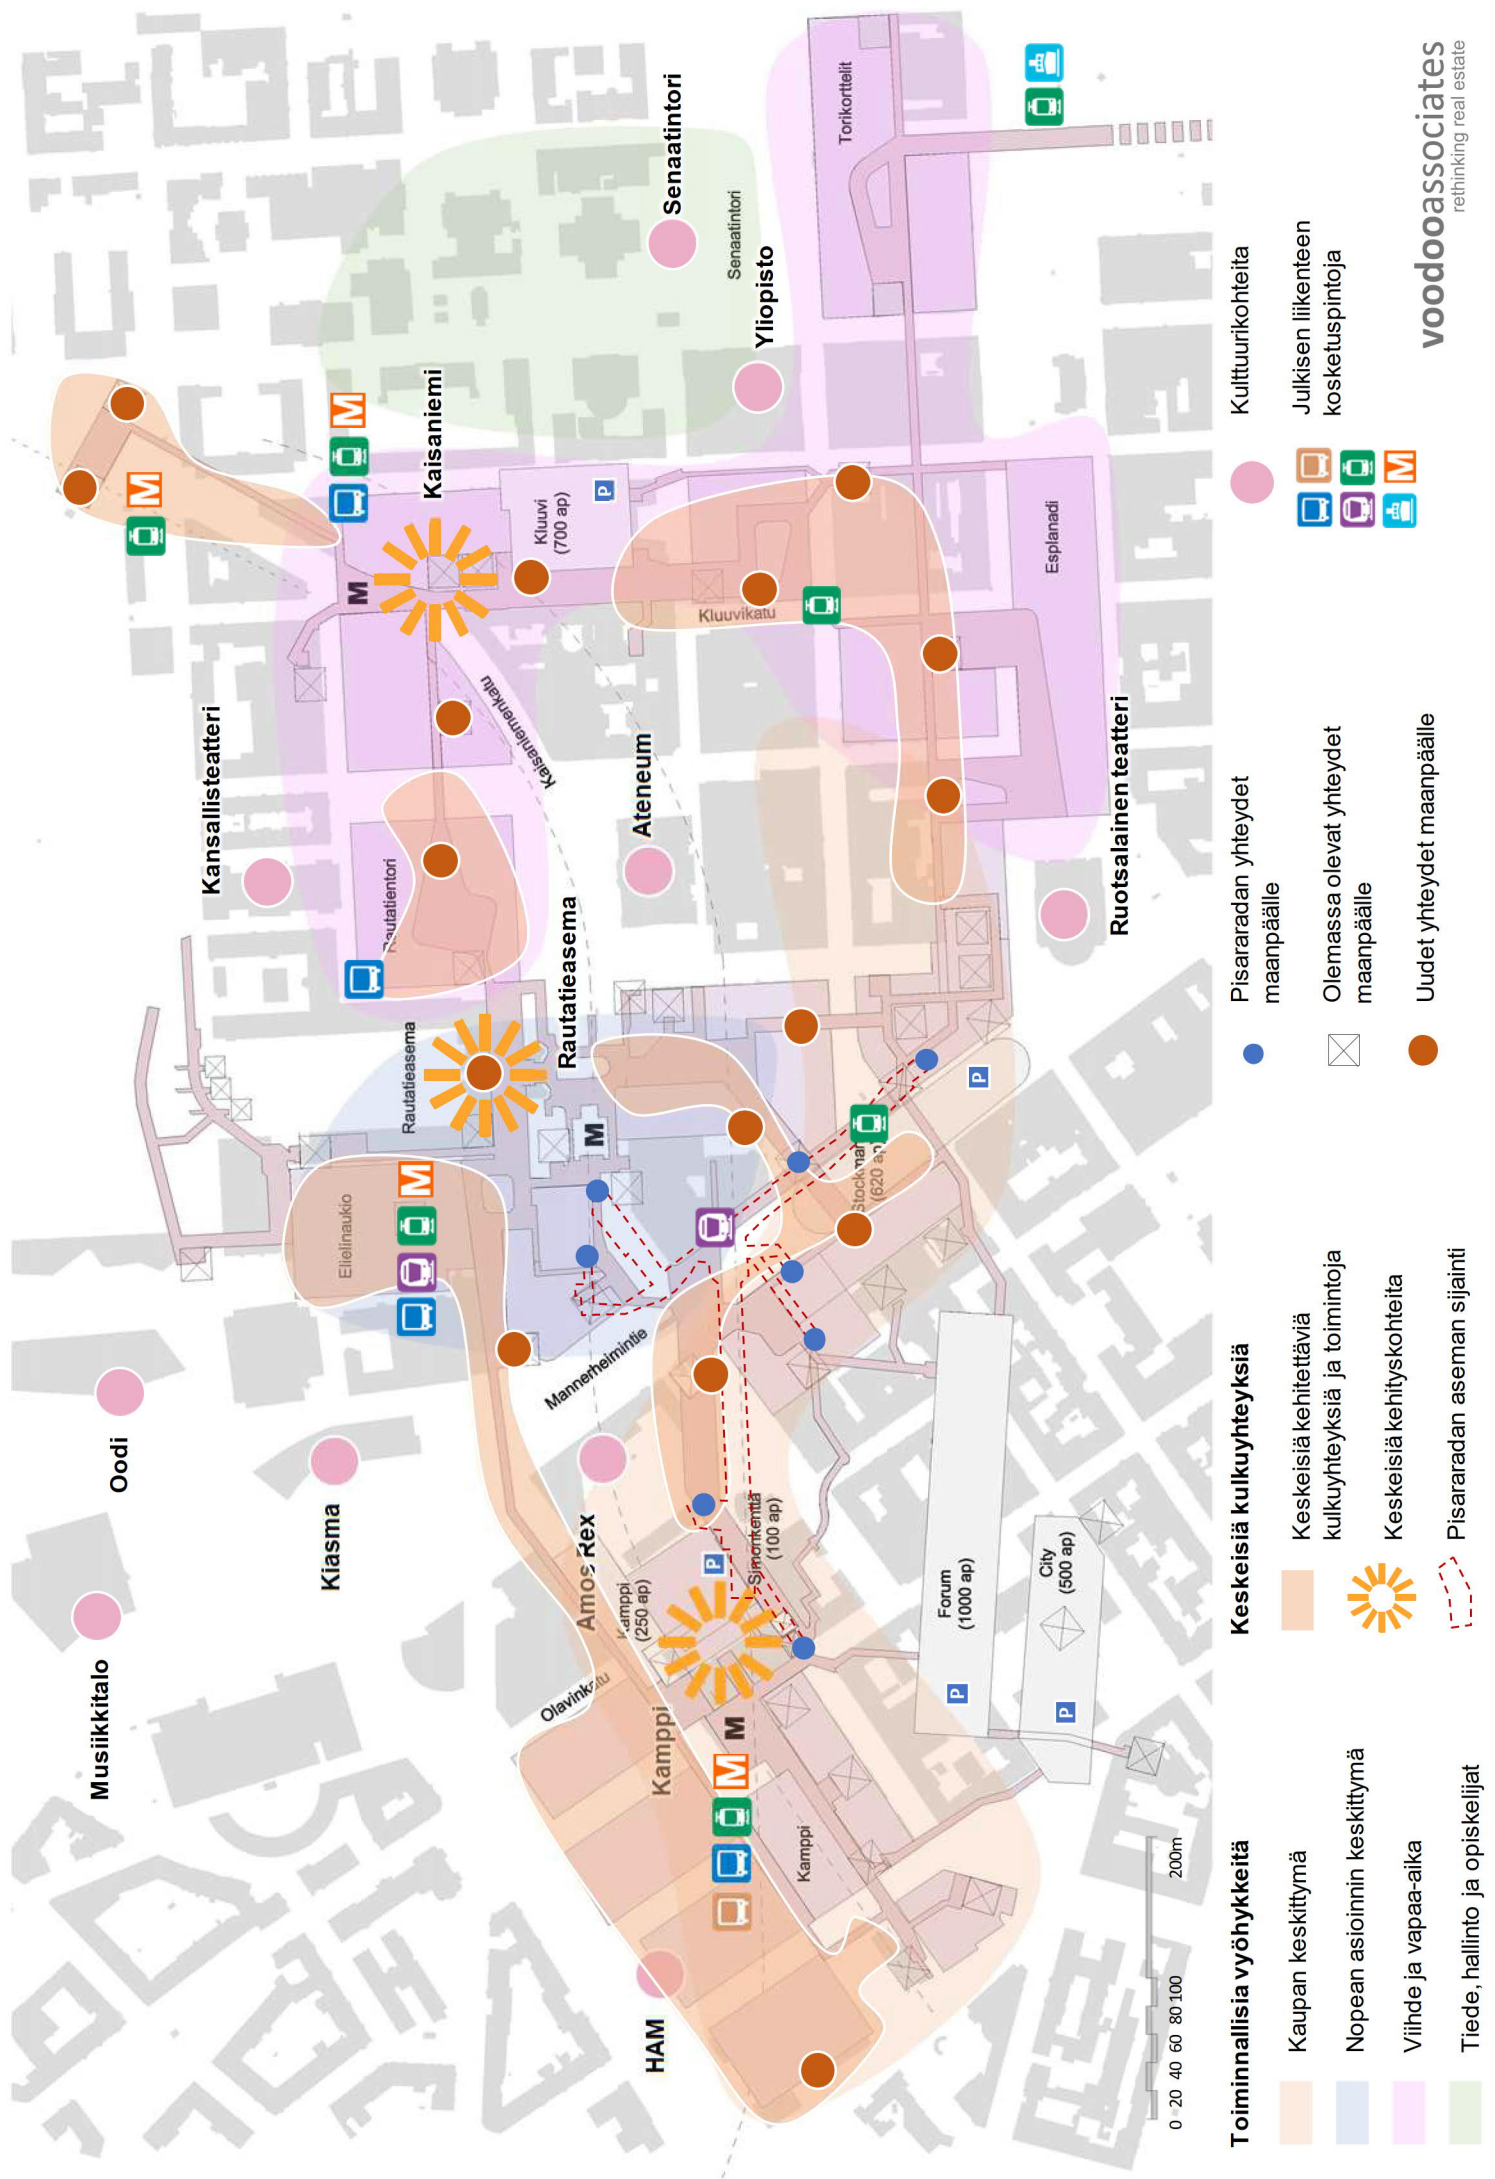 Musiikkitalo
Oodi
Kiasma
Kansallisteatteri
Kaisaniemi
Senaatintori
Senaatintori
Yliopisto
Torikorttelit
HAM
Kamppi
Olavinkatu
Amos Rex
Kamppi
(250 ap)
Simonkenttä
(100 ap)
Mannerheimintie
Elielinaukio
Rautatieasema
Rautatieasema
Rautatientori
Ateneum
Kaisaniemenkatu
Kluuvi
(700 ap)
Kluuvikatu
Esplanadi
Ruotsalainen teatteri
Stockmann
(620 ap)
Kamppi
Forum
(1000 ap)
City
(500 ap)
M
M
M
M
M
M
M
P
P
P
P
P
0 20 40 60 80 100
200m
Toiminnallisia vyöhykkeitä
Kaupan keskittymä
Nopean asioinnin keskittymä
Viihde ja vapaa-aika
Tiede, hallinto ja opiskelijat
Keskeisiä kulkuyhteyksiä
Keskeisiä kehitettäviä
kulkuyhteyksiä ja toimintoja
Keskeisiä kehityskohteita
Pisararadan aseman sijainti
Pisararadan yhteydet
maanpäälle
Olemassa olevat yhteydet
maanpäälle
Uudet yhteydet maanpäälle
Kulttuurikohteita
M
Julkisen liikenteen
kosketuspintoja
voodooassociates
rethinking real estate